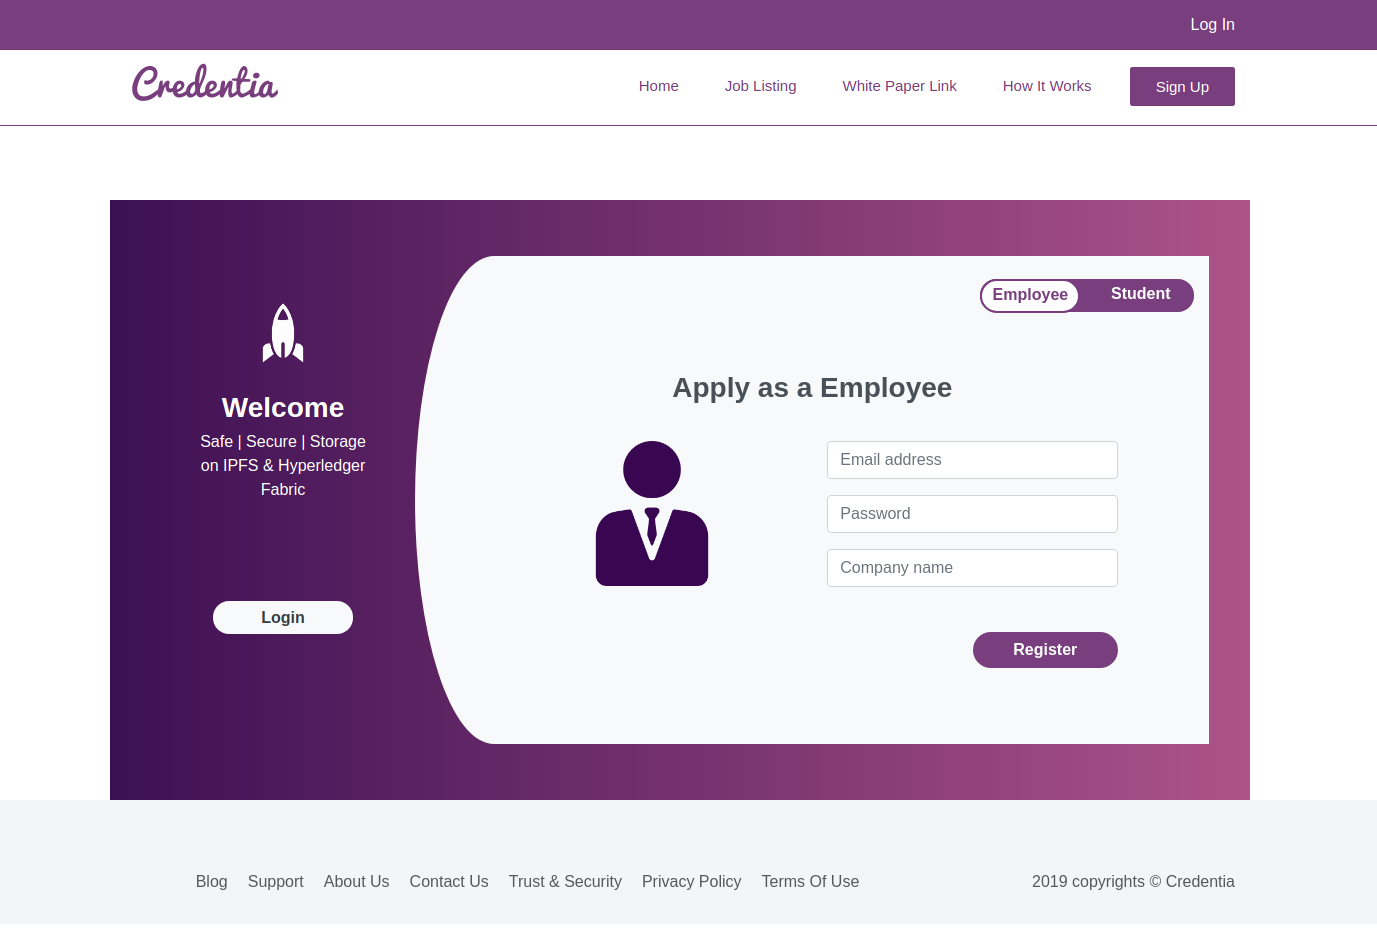 Log In
Credentia
Home
Job Listing
White Paper Link
How It Works
Sign Up
Employee
Student
Welcome
Safe | Secure | Storage
on IPFS & Hyperledger
Fabric
Login
Apply as a Employee
Email address
Password
Company name
Register
Blog
Support
About Us
Contact Us
Trust & Security
Privacy Policy
Terms Of Use
2019 copyrights © Credentia